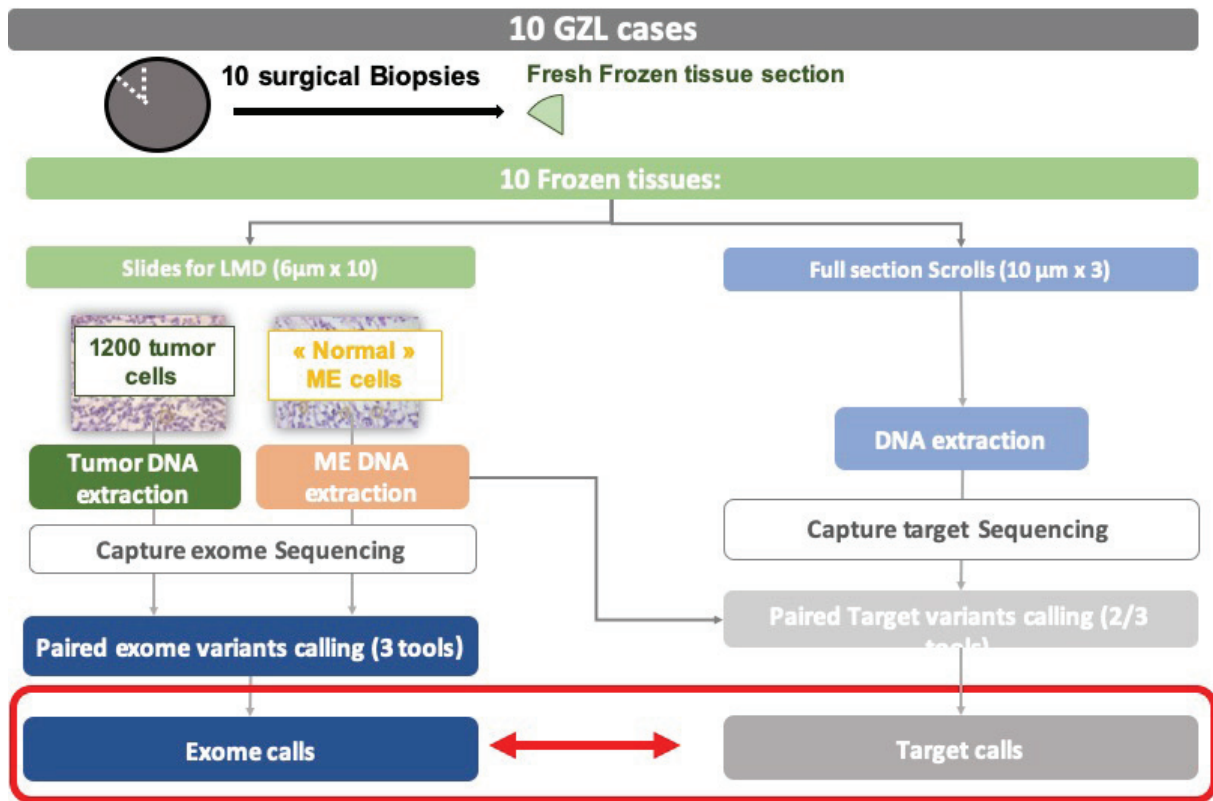 10 GZL cases
10 surgical Biopsies
Fresh Frozen tissue section
10 Frozen tissues:
Slides for LMD (6µm x 10)
Full section Scrolls (10 µm x 3)
1200 tumor
cells
« Normal »
ME cells
Tumor DNA
extraction
ME DNA
extraction
DNA extraction
Capture exome Sequencing
Capture target Sequencing
Paired exome variants calling (3 tools)
Paired Target variants calling (2/3
tools)
Exome calls
Target calls